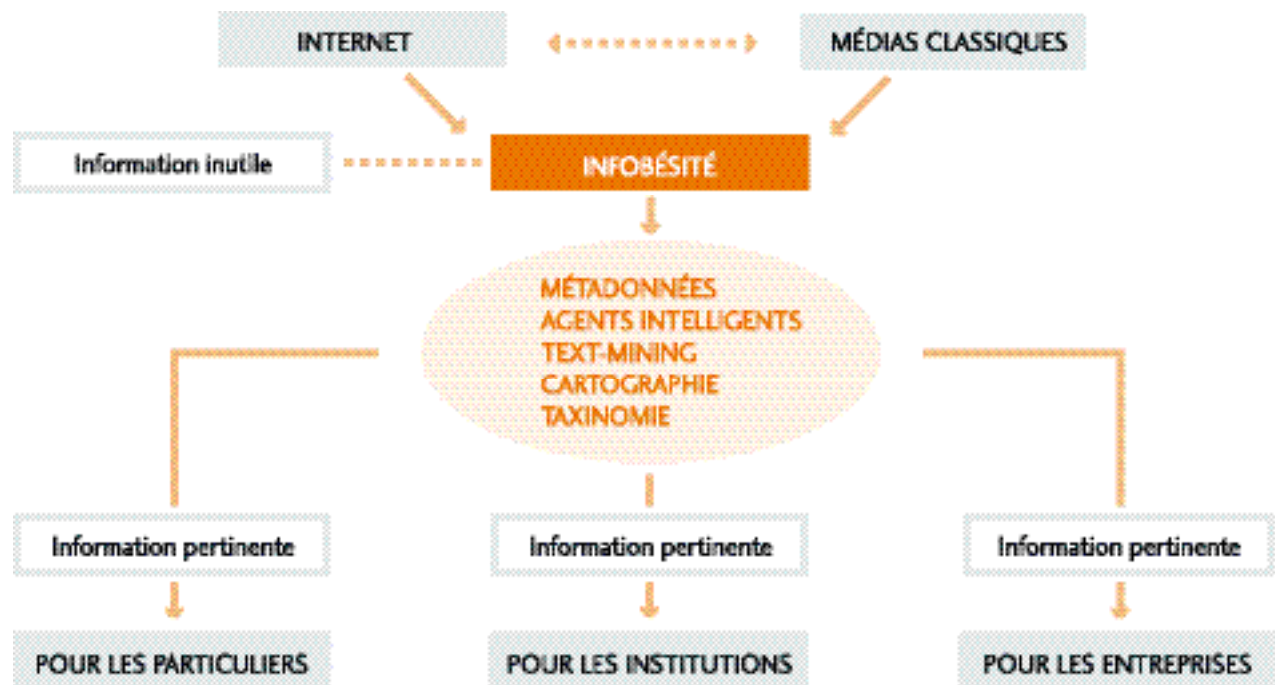 INTERNET
MÉDIAS CLASSIQUES
Information inutile
INFOBÉSITÉ
MÉTADONNÉES
AGENTS INTELLIGENTS
TEXT-MINING
CARTOGRAPHIE
TAXINOMIE
Information pertinente
Information pertinente
Information pertinente
POUR LES PARTICULIERS
POUR LES INSTITUTIONS
POUR LES ENTREPRISES